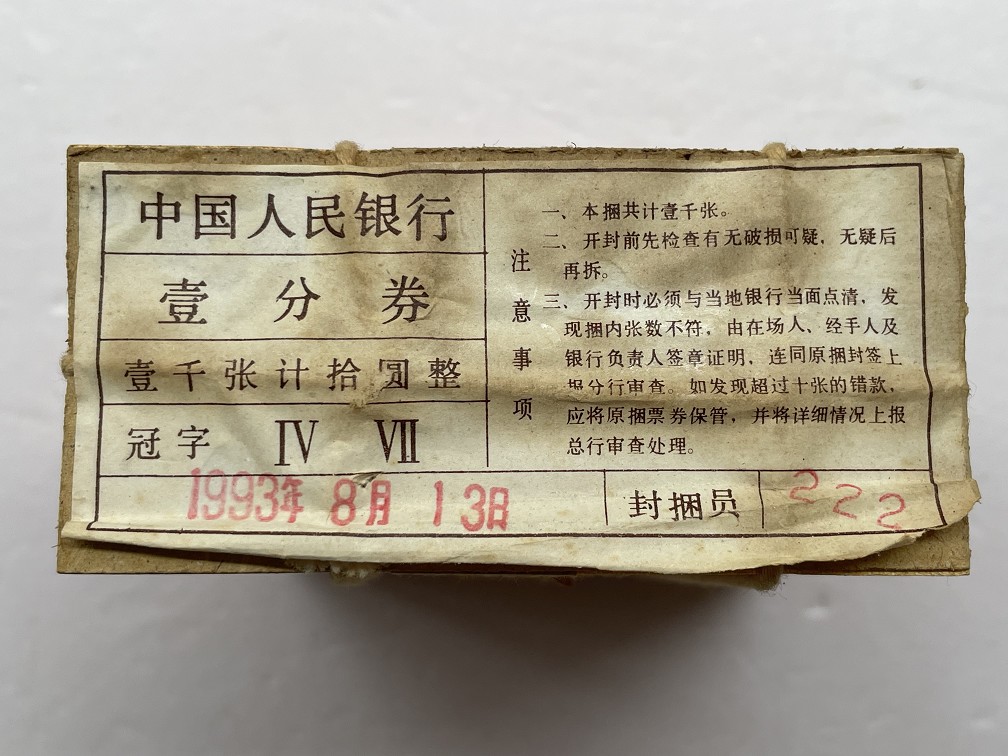 中国人民银行
壹分券
壹千张计拾圆整
冠字 Ⅳ Ⅶ
注意事项
一、本捆共计壹千张。
二、开封前先检查有无破损可疑，无疑后
再拆。
三、开封时必须与当地银行当面点清，发
现捆内张数不符，由在场人、经手人及
银行负责人签章证明，连同原捆封签上
报分行审查。如发现超过十张的错款，
应将原捆票券保管，并将详细情况上报
总行审查处理。
1993年 8月 13日
封捆员 222